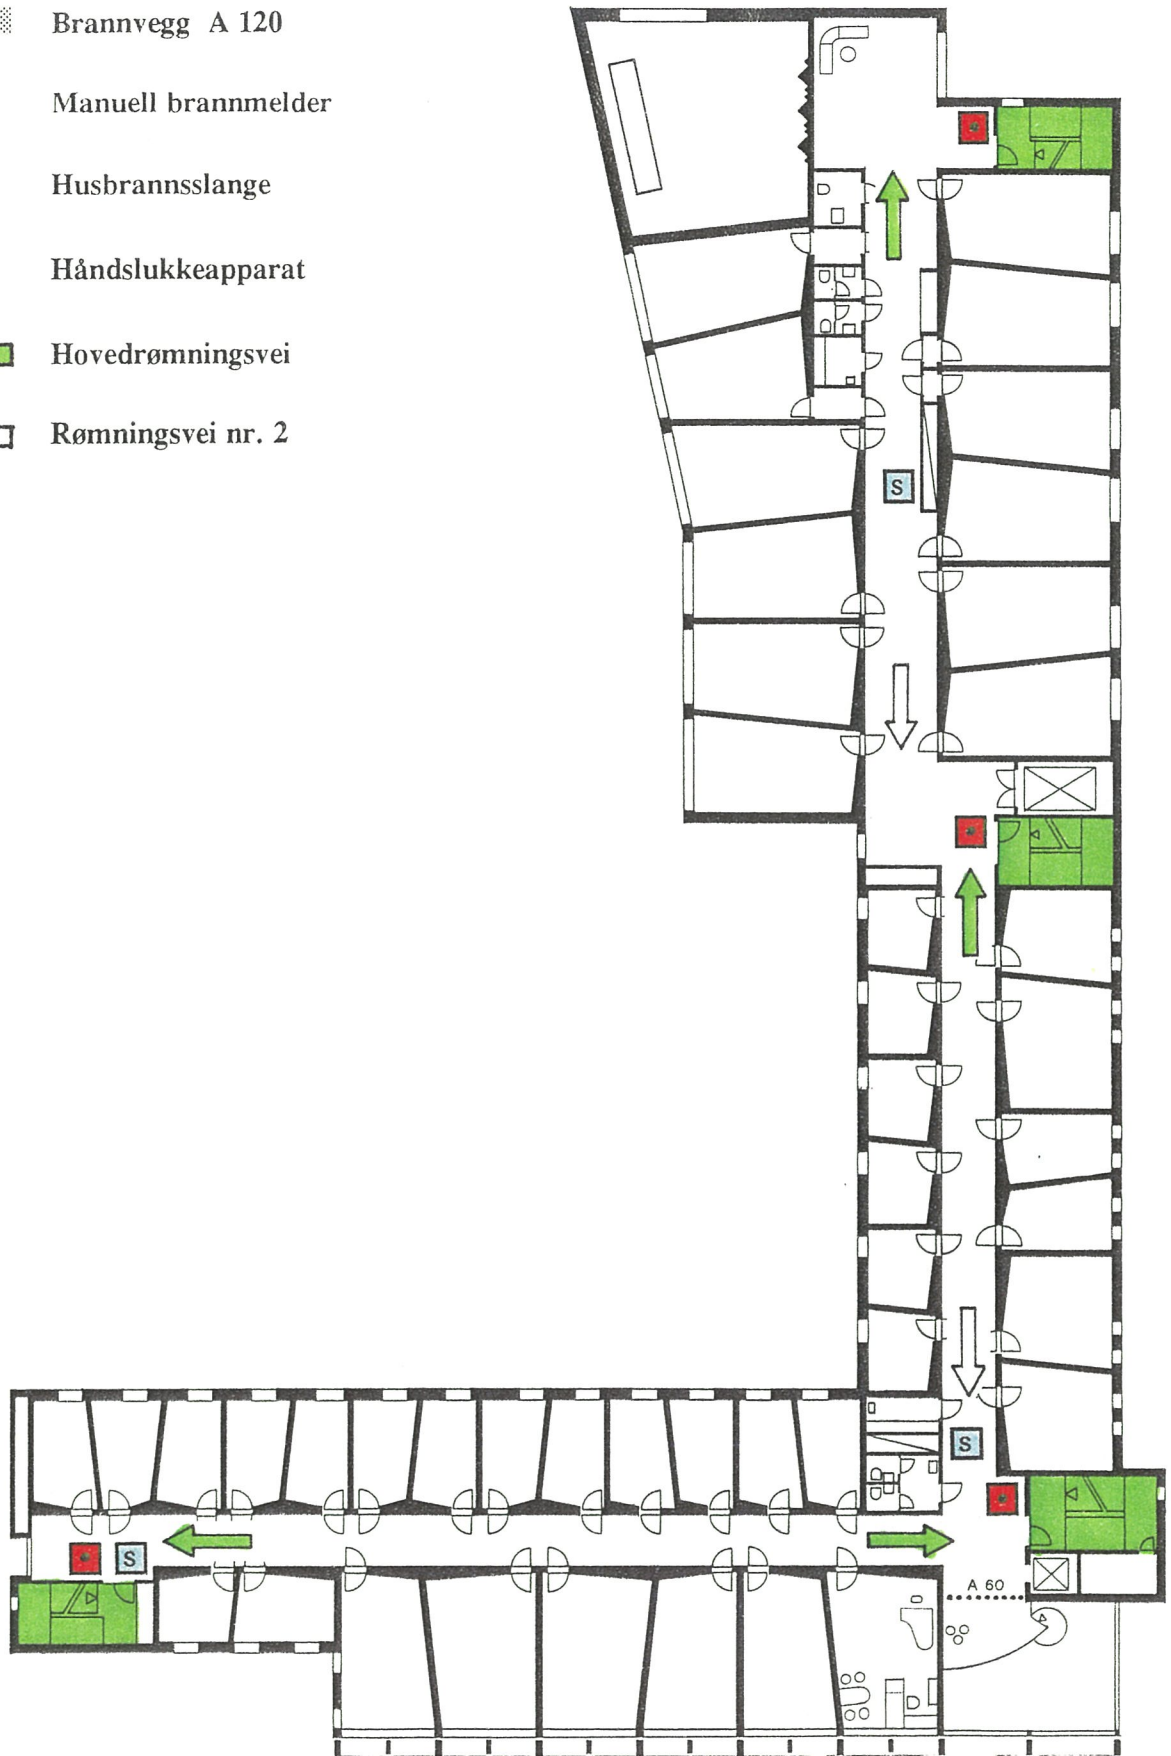 Brannvegg A 120
Manuell brannmelder
Husbrannsslange
Håndslukkeapparat
Hovedrømningsvei
Rømningsvei nr. 2
S
S
S
A 60